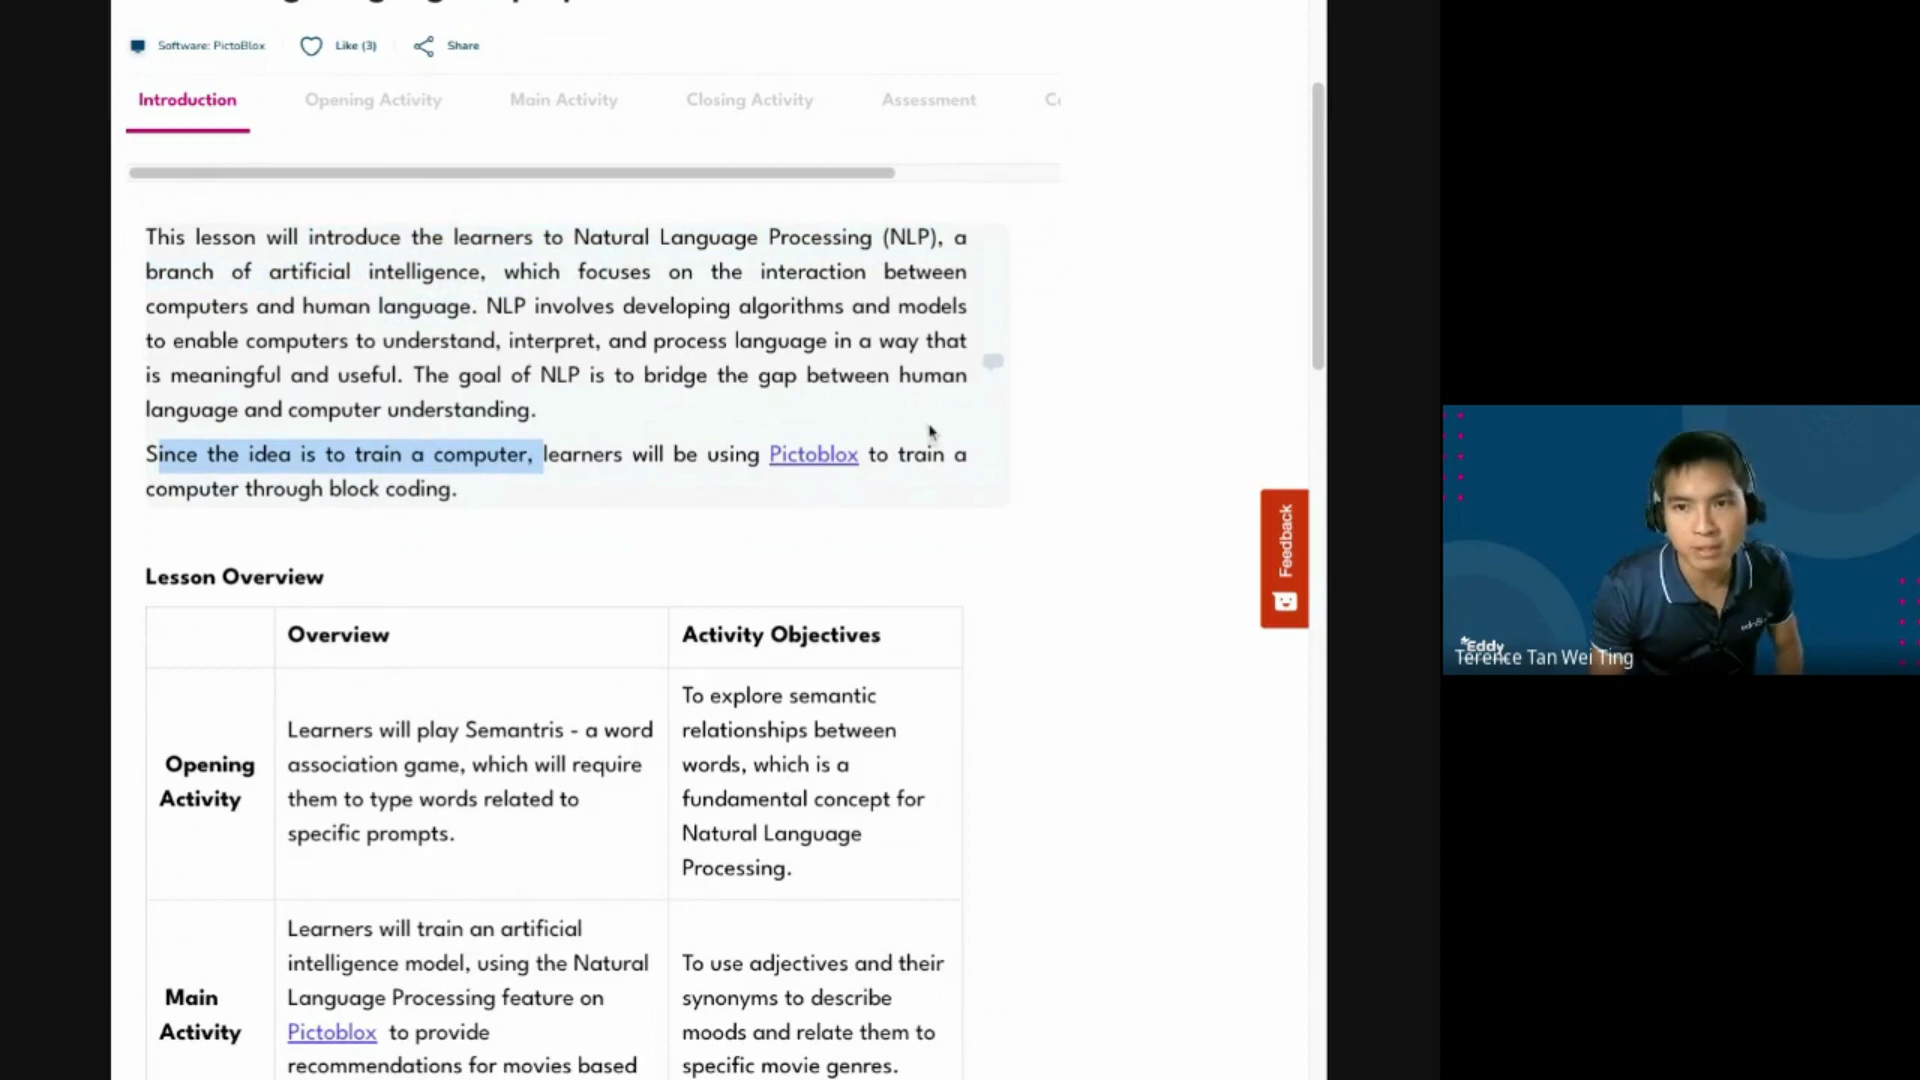 Software: PictoBlox
Like (3)
Share
Introduction
Opening Activity
Main Activity
Closing Activity
Assessment
This lesson will introduce the learners to Natural Language Processing (NLP), a
branch of artificial intelligence, which focuses on the interaction between
computers and human language. NLP involves developing algorithms and models
to enable computers to understand, interpret, and process language in a way that
is meaningful and useful. The goal of NLP is to bridge the gap between human
language and computer understanding.
Since the idea is to train a computer, learners will be using Pictoblox to train a
computer through block coding.
Feedback
Lesson Overview
Overview
Activity Objectives
Opening
Activity
Learners will play Semantris - a word
association game, which will require
them to type words related to
specific prompts.
To explore semantic
relationships between
words, which is a
fundamental concept for
Natural Language
Processing.
Main
Activity
Learners will train an artificial
intelligence model, using the Natural
Language Processing feature on
Pictoblox to provide
recommendations for movies based
To use adjectives and their
synonyms to describe
moods and relate them to
specific movie genres.
Eddy
Terence Tan Wei Ting